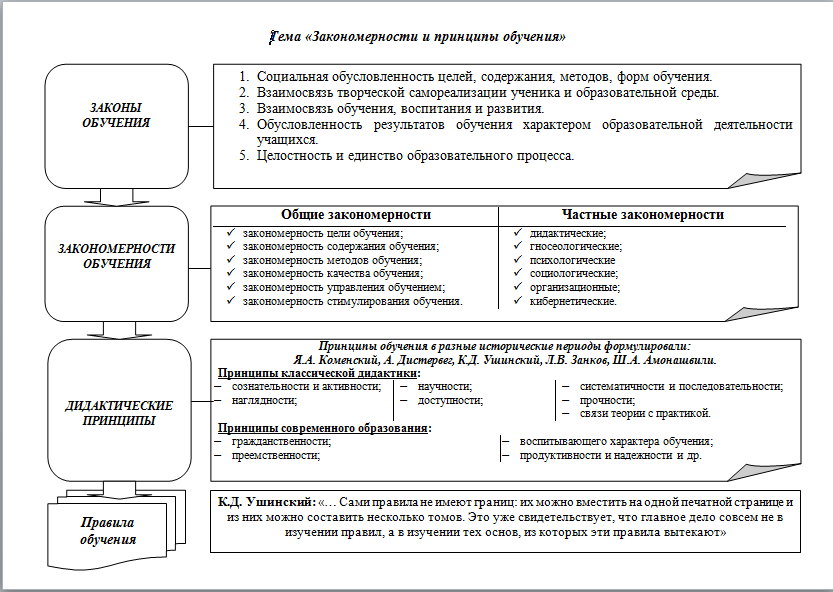 Тема «Закономерности и принципы обучения»
ЗАКОНЫ
ОБУЧЕНИЯ
1. Социальная обусловленность целей, содержания, методов, форм обучения.
2. Взаимосвязь творческой самореализации ученика и образовательной среды.
3. Взаимосвязь обучения, воспитания и развития.
4. Обусловленность результатов обучения характером образовательной деятельности
учащихся.
5. Целостность и единство образовательного процесса.
ЗАКОНОМЕРНОСТИ
ОБУЧЕНИЯ
Общие закономерности
✓ закономерность цели обучения;
✓ закономерность содержания обучения;
✓ закономерность методов обучения;
✓ закономерность качества обучения;
✓ закономерность управления обучением;
✓ закономерность стимулирования обучения.
Частные закономерности
✓ дидактические;
✓ гносеологические;
✓ психологические
✓ социологические;
✓ организационные;
✓ кибернетические.
ДИДАКТИЧЕСКИЕ
ПРИНЦИПЫ
Принципы обучения в разные исторические периоды формулировали:
Я.А. Коменский, А. Дистервег, К.Д. Ушинский, Л.В. Занков, Ш.А. Амонашвили.
Принципы классической дидактики:
– сознательности и активности;
– наглядности;
– научности;
– доступности;
– систематичности и последовательности;
– прочности;
– связи теории с практикой.
Принципы современного образования:
– гражданственности;
– преемственности;
– воспитывающего характера обучения;
– продуктивности и надежности и др.
Правила
обучения
К.Д. Ушинский: «… Сами правила не имеют границ: их можно вместить на одной печатной странице и
из них можно составить несколько томов. Это уже свидетельствует, что главное дело совсем не в
изучении правил, а в изучении тех основ, из которых эти правила вытекают»